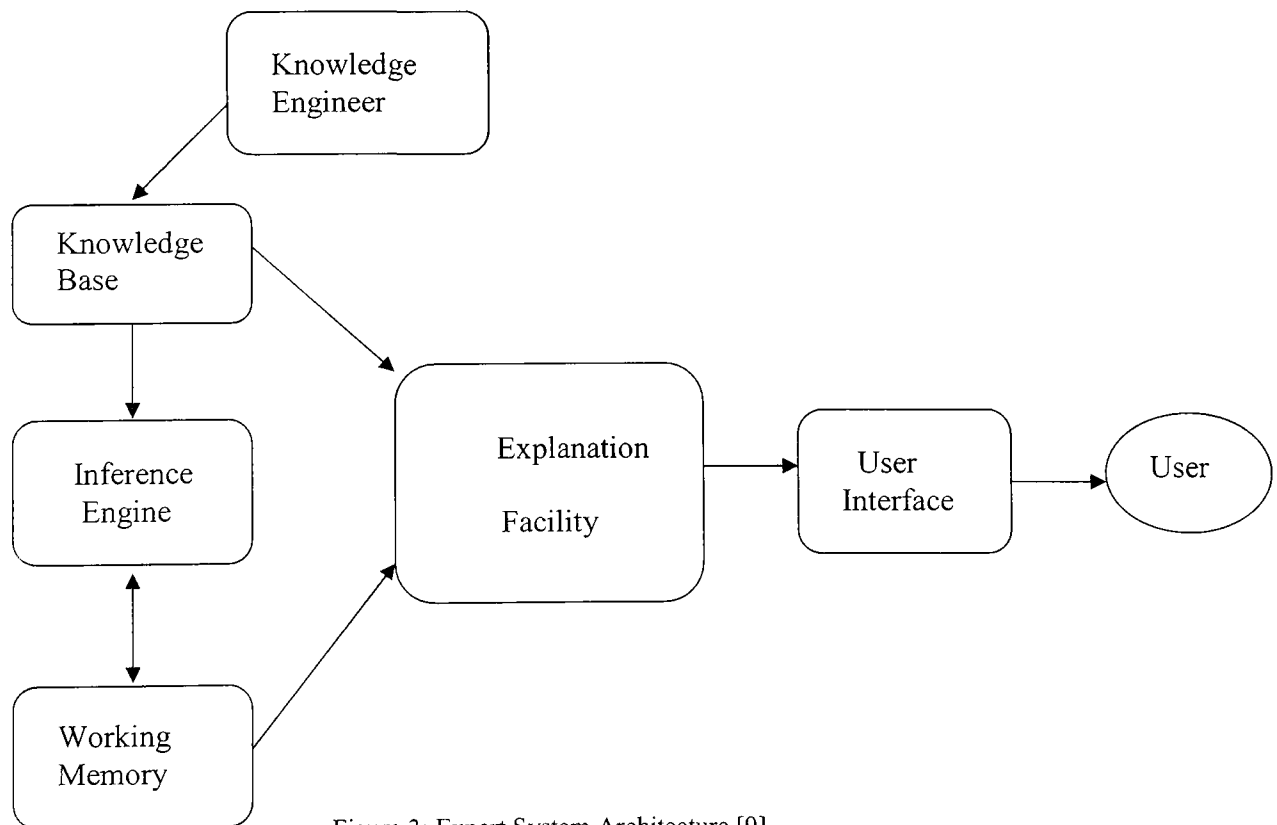 Knowledge
Engineer
Knowledge
Base
Inference
Engine
Working
Memory
Explanation
Facility
User
Interface
User